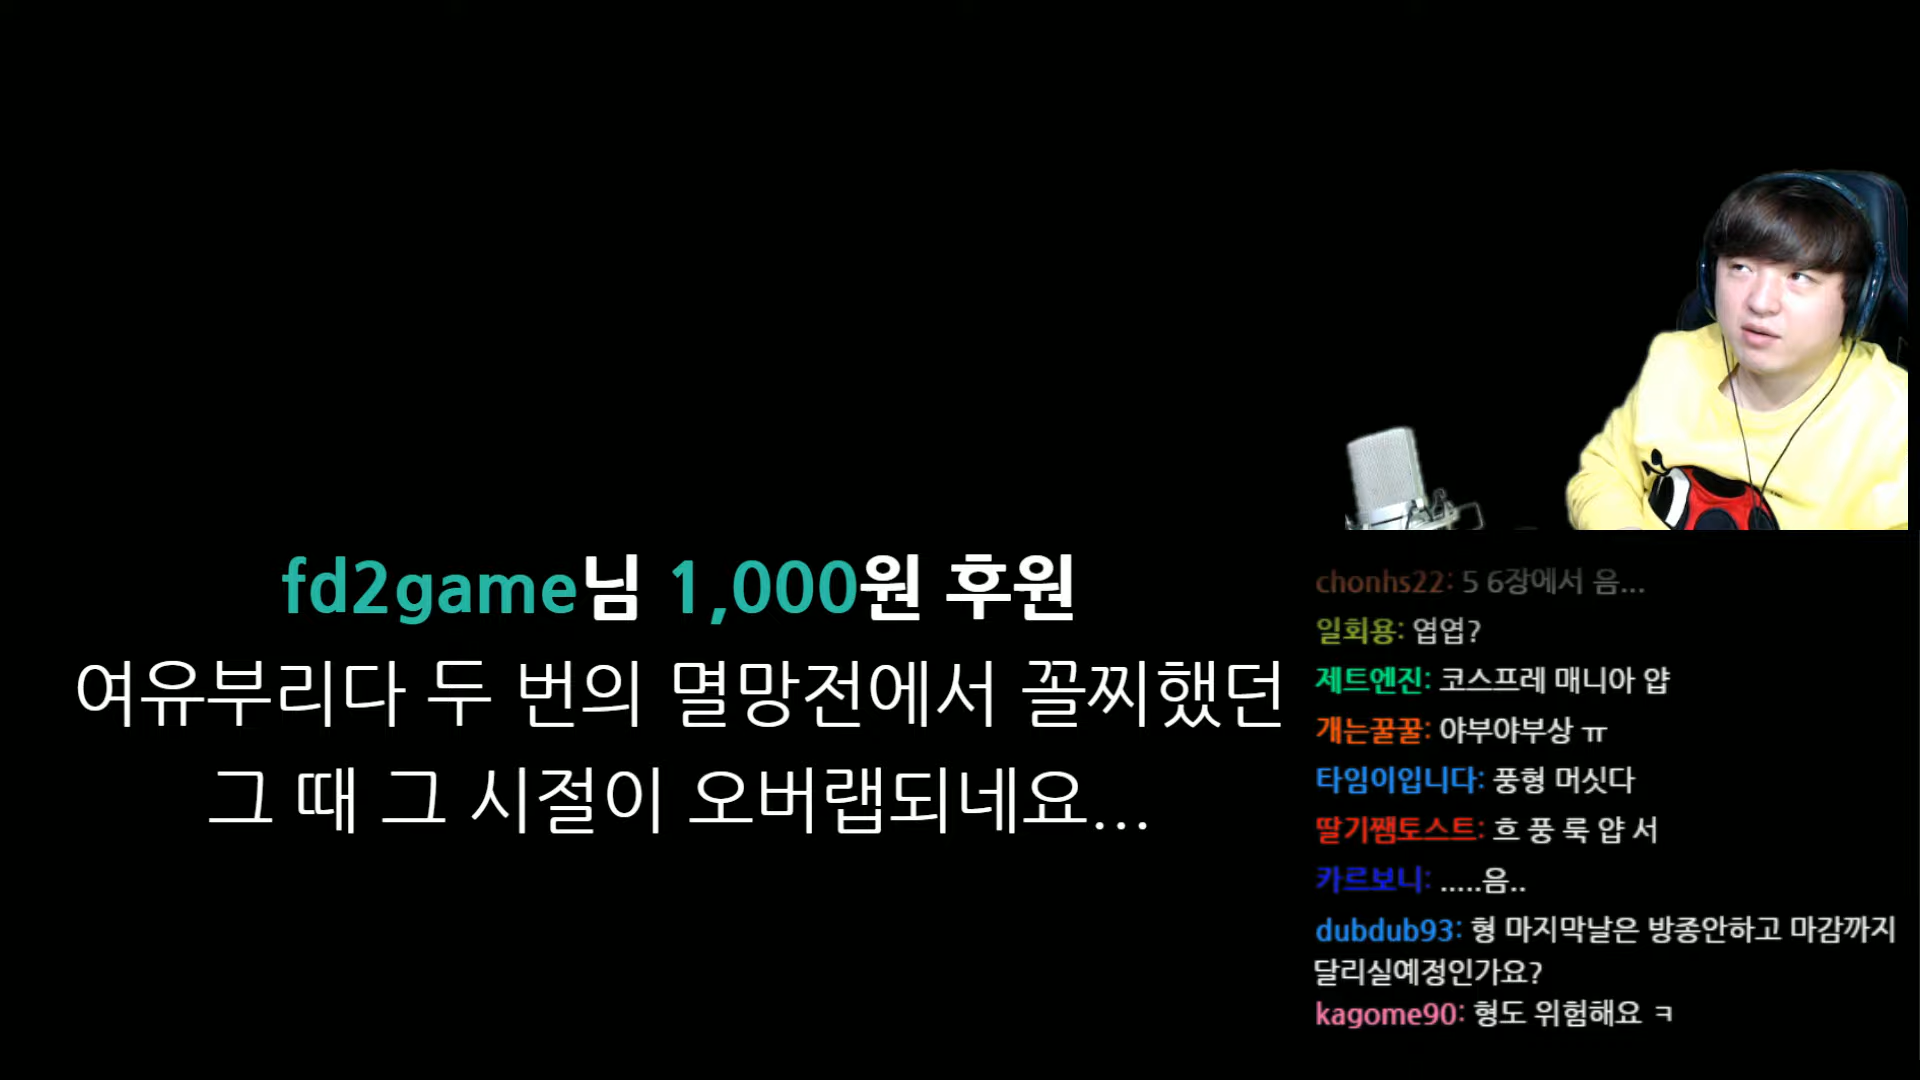 fd2game님 1,000원 후원
여유부리다 두 번의 멸망전에서 꼴찌했던
그 때 그 시절이 오버랩되네요...
chonhs22: 5 6장에서 음...
일회용: 엽엽?
제트엔진: 코스프레 매니아 얍
개는꿀꿀: 야부야부상 ㅠ
타임이입니다: 풍형 머싯다
딸기쨈토스트: 흐 풍 룩 얍 서
카르보니: .....음..
dubdub93: 형 마지막날은 방종안하고 마감까지
달리실예정인가요?
kagome90: 형도 위험해요 ㅋ